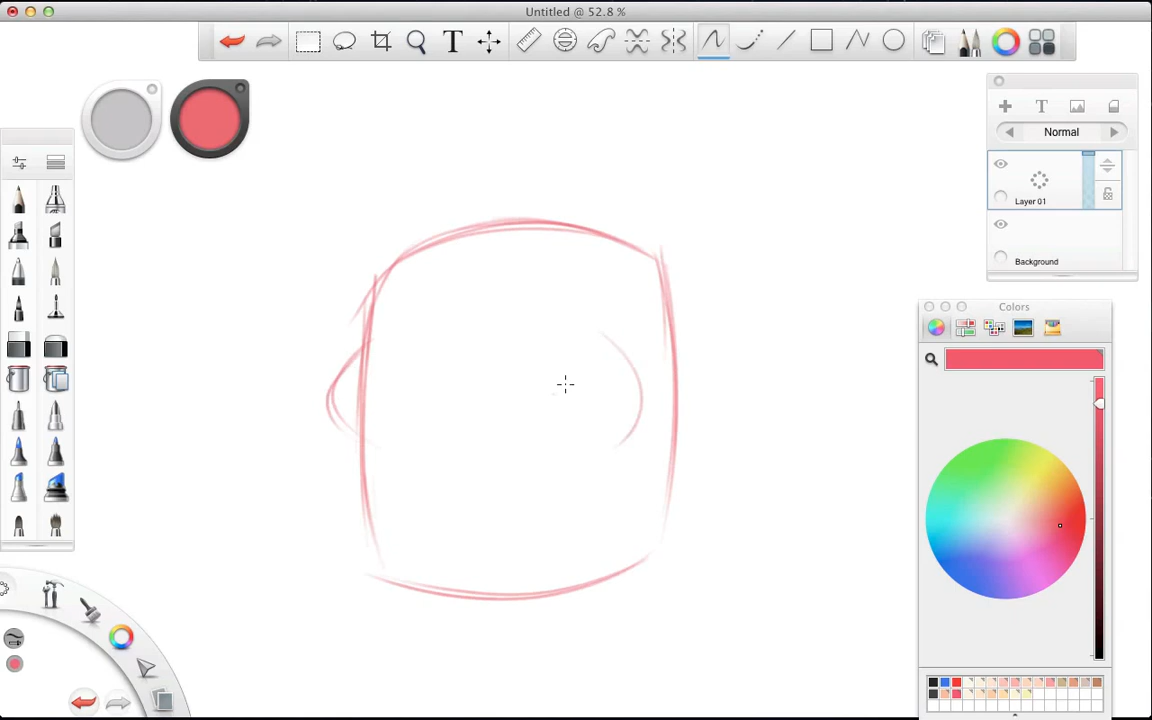 Untitled @ 52.8 %
T
T
Normal
Layer 01
Background
Colors